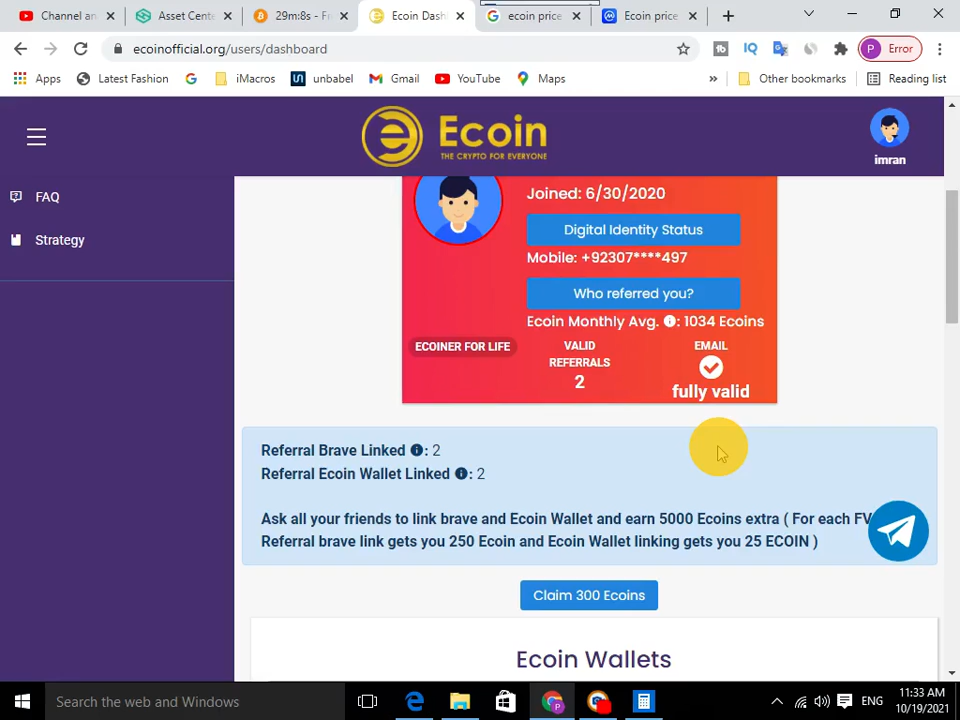 Channel an
Asset Cent
29m:8s - F
Ecoin Dash
ecoin price
Ecoin price
ecoinofficial.org/users/dashboard
IQ
P Error
Apps
Latest Fashion
iMacros
unbabel
Gmail
YouTube
Maps
»
Other bookmarks
Reading list
Ecoin
THE CRYPTO FOR EVERYONE
imran
FAQ
Strategy
Joined: 6/30/2020
Digital Identity Status
Mobile: +92307****497
Who referred you?
Ecoin Monthly Avg. : 1034 Ecoins
ECOINER FOR LIFE
VALID
REFERRALS
2
EMAIL
fully valid
Referral Brave Linked : 2
Referral Ecoin Wallet Linked : 2
Ask all your friends to link brave and Ecoin Wallet and earn 5000 Ecoins extra ( For each FV
Referral brave link gets you 250 Ecoin and Ecoin Wallet linking gets you 25 ECOIN )
Claim 300 Ecoins
Ecoin Wallets
Search the web and Windows
ENG
11:33 AM
10/19/2021